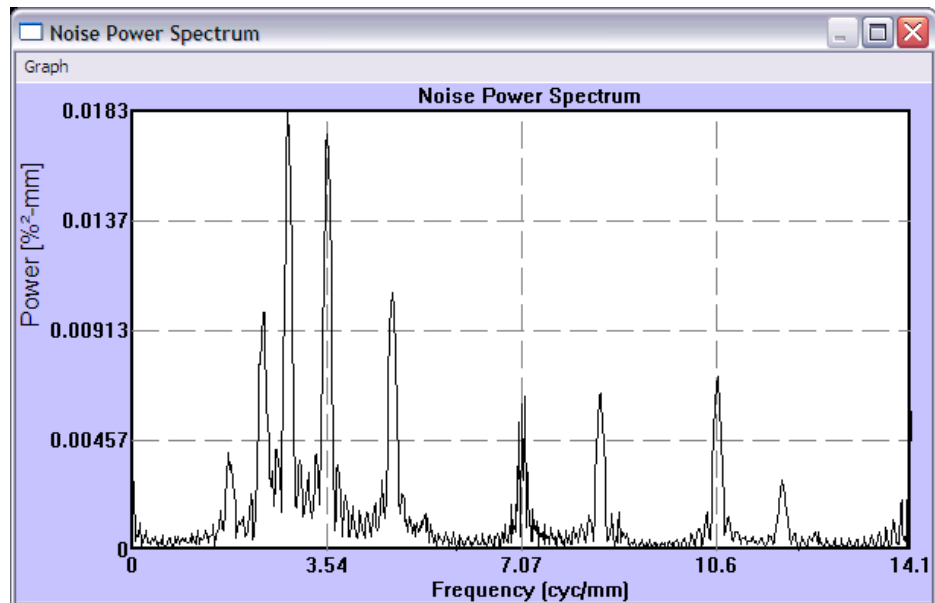 Noise Power Spectrum
Graph
Noise Power Spectrum
0.0183
0.0137
0.00913
0.00457
0
Power [%²-mm]
0 3.54 7.07 10.6 14.1
Frequency (cyc/mm)